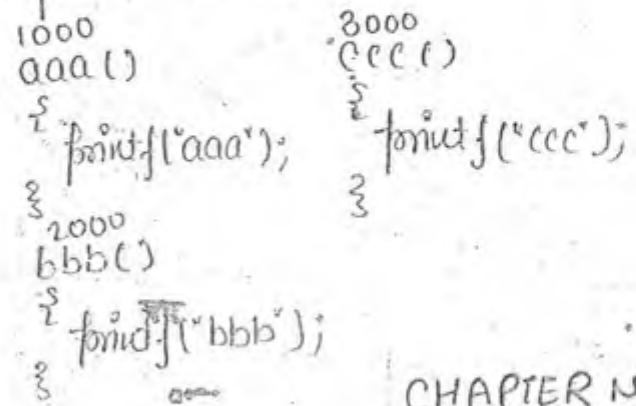 1000
aaa()
{
printf("aaa");
}
2000
bbb()
{
printf("bbb");
}
3000
ccc()
{
printf("ccc");
}
CHAPTER N